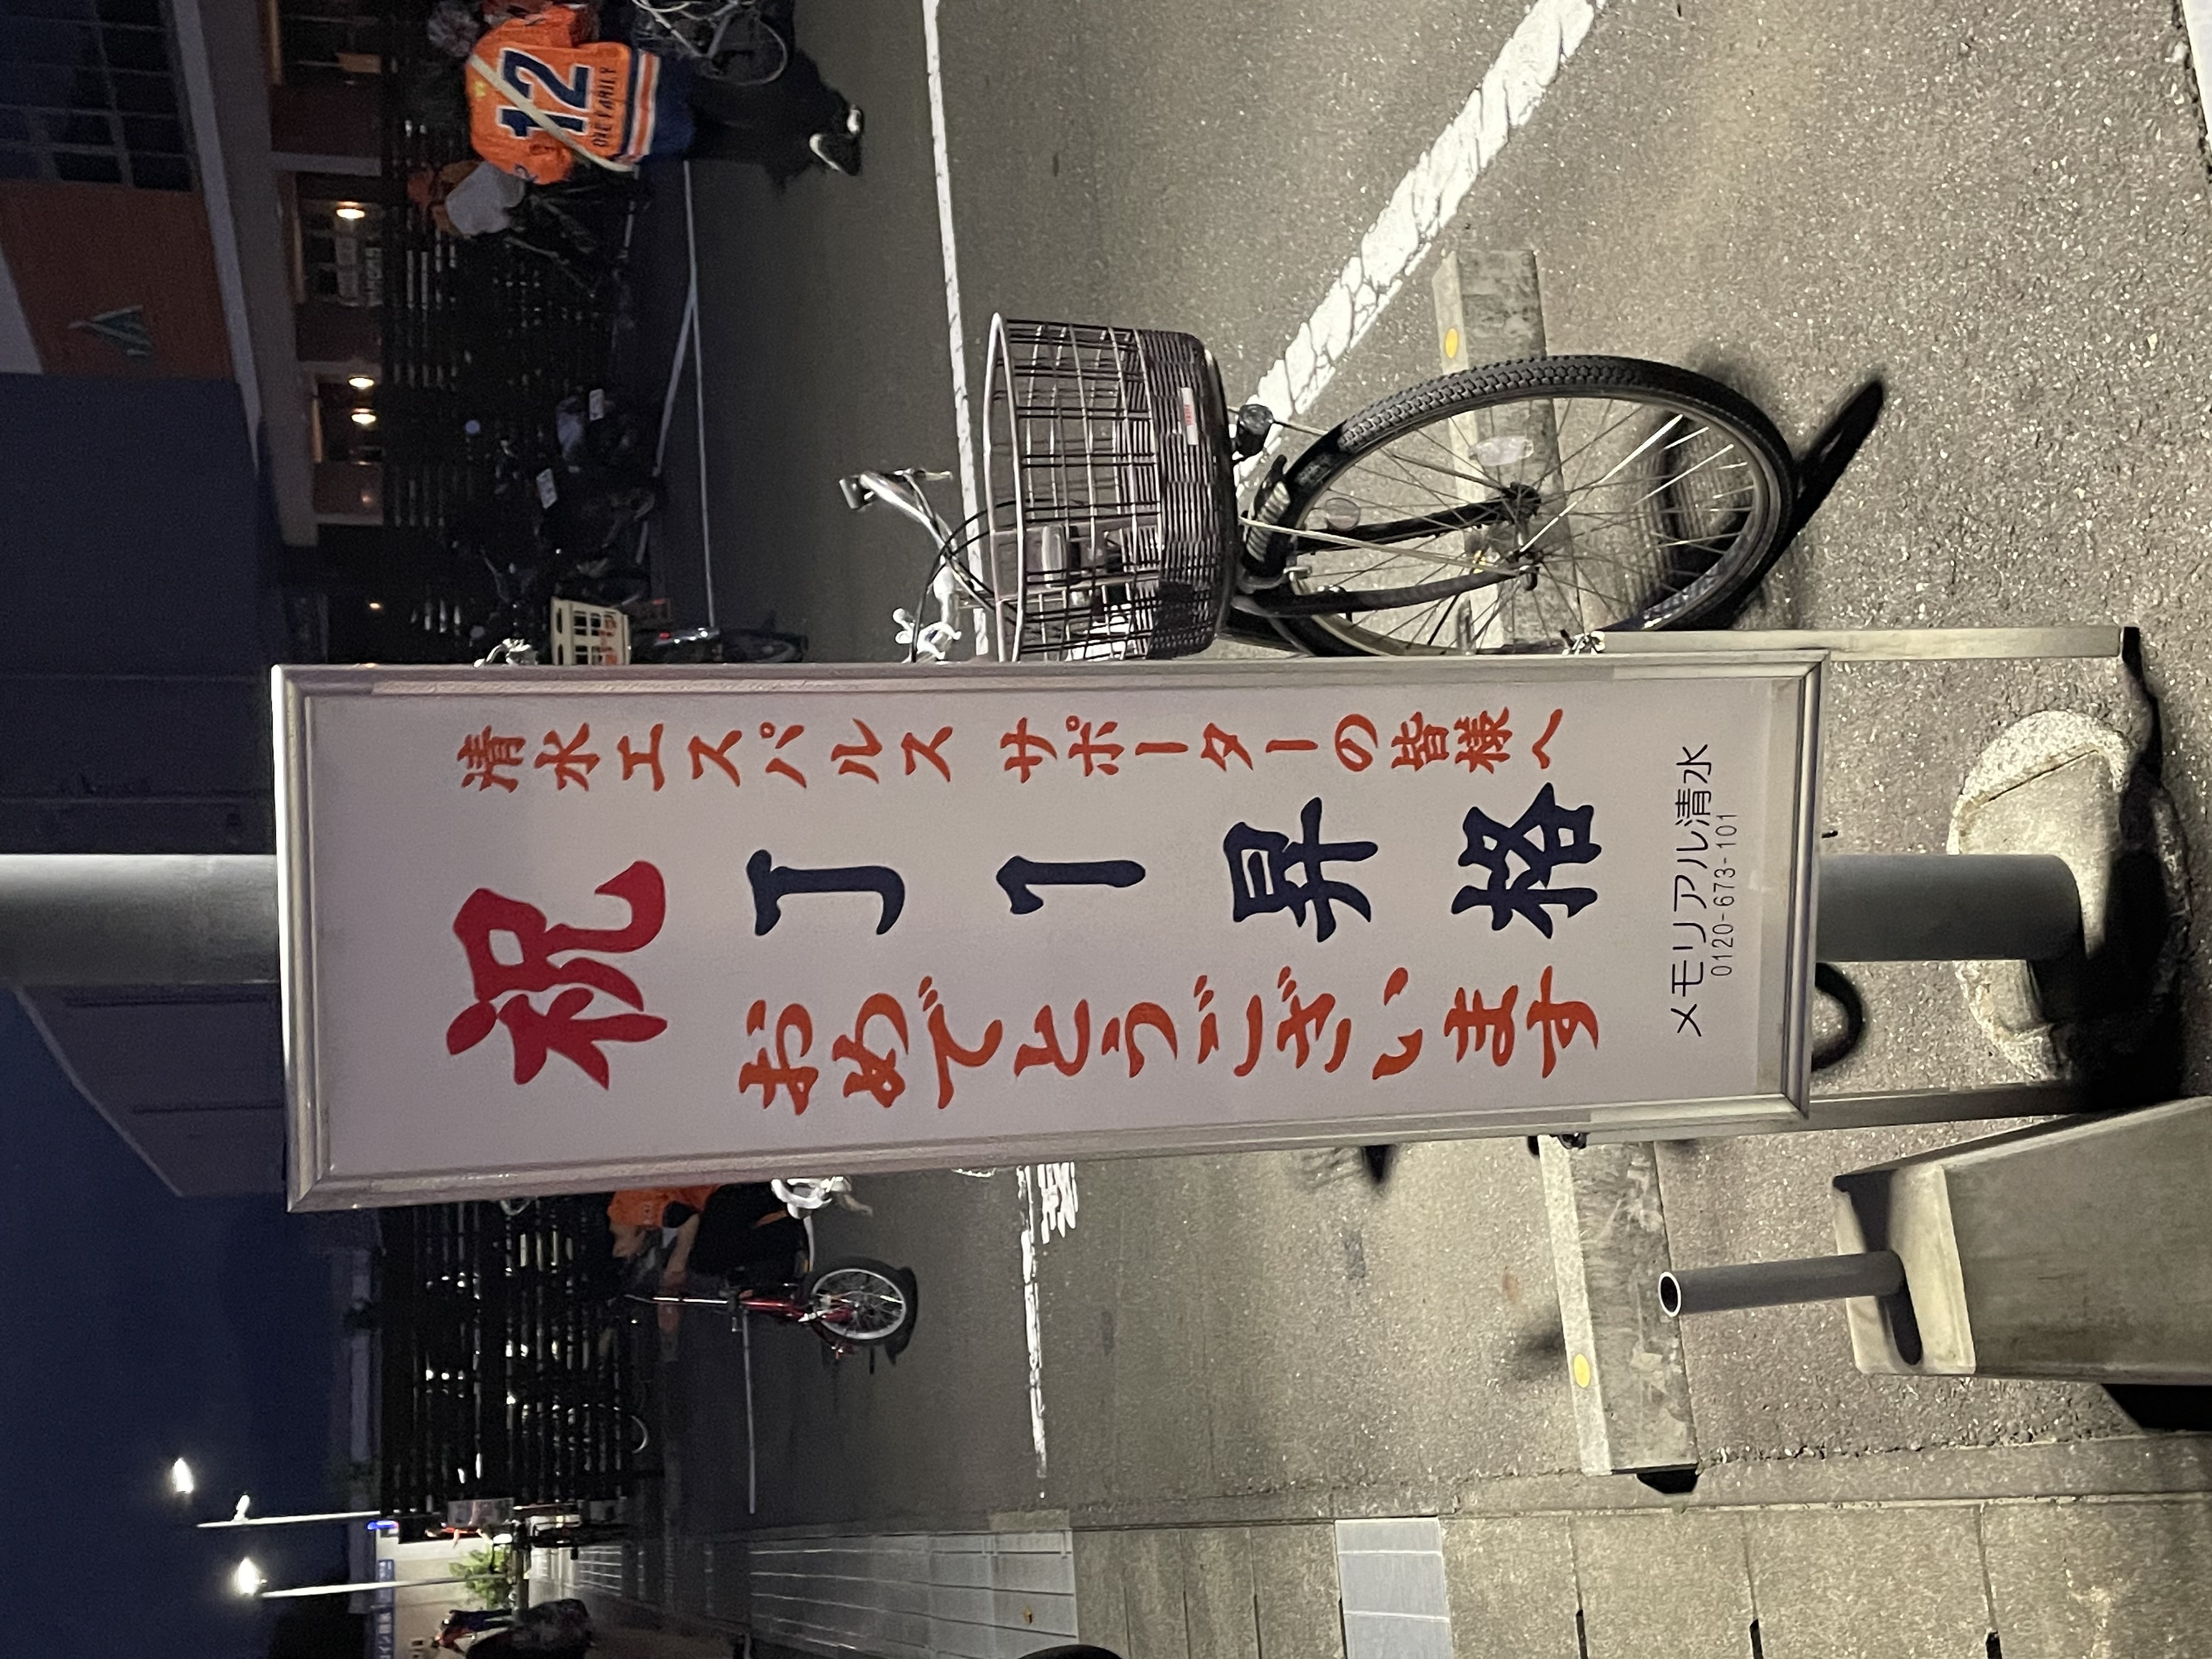 清水エスパルス サポーターの皆様へ
祝
J1昇格
おめでとうございます
メモリアル清水
0120-673-101
12
ONE FAMILY